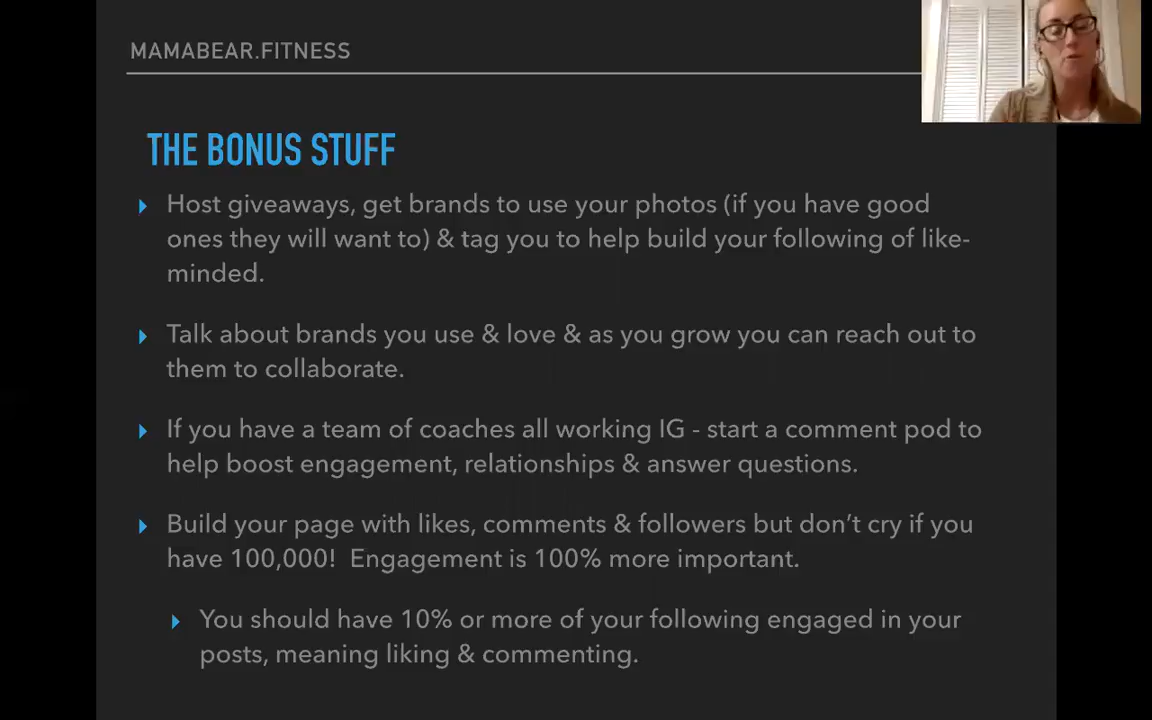 MAMABEAR.FITNESS
THE BONUS STUFF
Host giveaways, get brands to use your photos (if you have good
ones they will want to) & tag you to help build your following of like-
minded.
Talk about brands you use & love & as you grow you can reach out to
them to collaborate.
If you have a team of coaches all working IG - start a comment pod to
help boost engagement, relationships & answer questions.
Build your page with likes, comments & followers but don’t cry if you
have 100,000!  Engagement is 100% more important.
You should have 10% or more of your following engaged in your
posts, meaning liking & commenting.